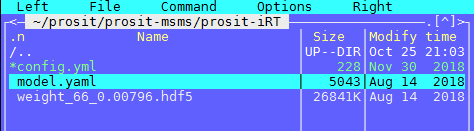 Left File Command Options Right
<— ~/prosit/prosit-msms/prosit-iRT .[^]>
.n Name Size Modify time
/.. UP--DIR Oct 25 21:03
*config.yml 228 Nov 30 2018
model.yaml 5043 Aug 14 2018
weight_66_0.00796.hdf5 26841K Aug 14 2018